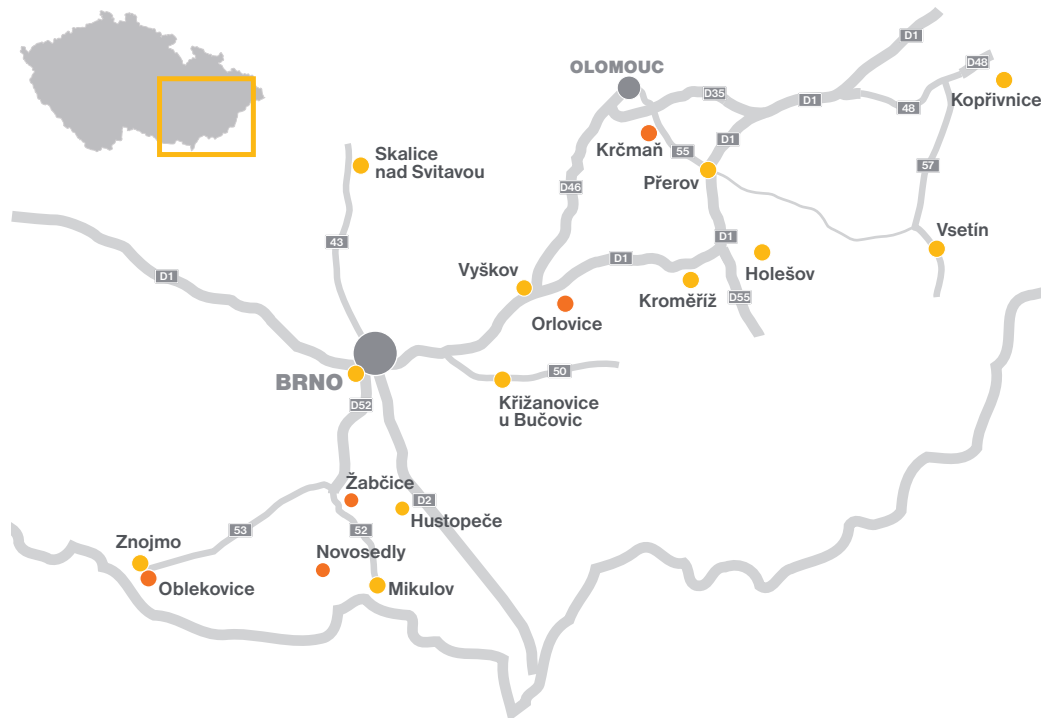 D1
D48
OLOMOUC
Kopřivnice
D35
D1
48
Krčmaň
55
D1
Skalice
nad Svitavou
Přerov
57
D46
43
D1
Vsetín
D1
Vyškov
D1
Holešov
Kroměříž
D55
Orlovice
BRNO
50
D52
Křižanovice
u Bučovic
Žabčice
D2
Hustopeče
53
52
Znojmo
Novosedly
Oblekovice
Mikulov